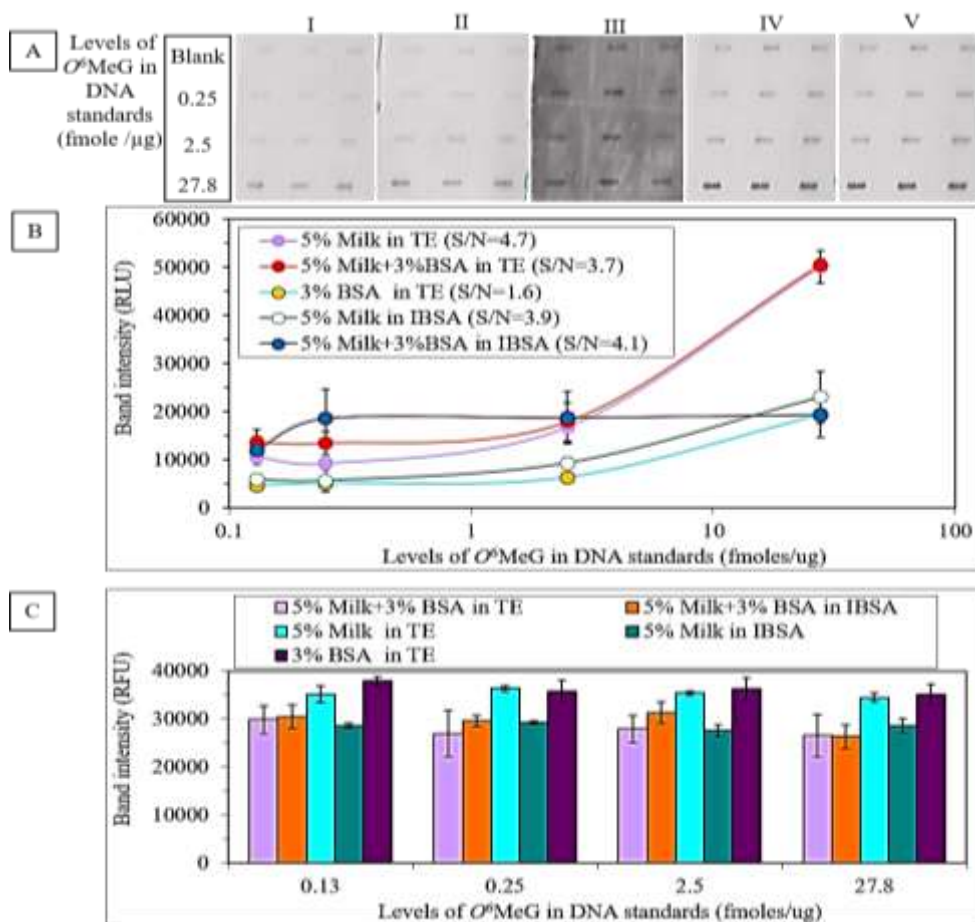 I II III IV V
A
Levels of
O⁶MeG in
DNA
standards
(fmole /µg)
Blank
0.25
2.5
27.8
B
60000
50000
40000
30000
20000
10000
0
Band intensity (RLU)
5% Milk in TE (S/N=4.7)
5% Milk+3%BSA in TE (S/N=3.7)
3% BSA in TE (S/N=1.6)
5% Milk in IBSA (S/N=3.9)
5% Milk+3%BSA in IBSA (S/N=4.1)
0.1 1 10 100
Levels of O⁶MeG in DNA standards (fmoles/ug)
C
5% Milk+3% BSA in TE 5% Milk+3% BSA in IBSA
5% Milk in TE 5% Milk in IBSA
3% BSA in TE
40000
30000
20000
10000
0
Band intensity (RFU)
0.13 0.25 2.5 27.8
Levels of O⁶MeG in DNA standards (fmoles/ug)